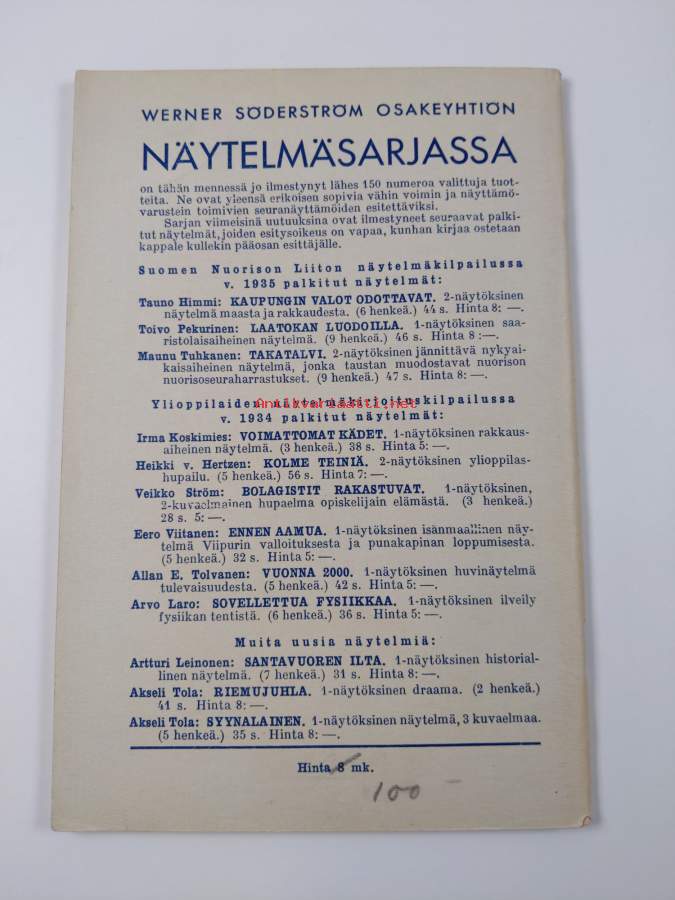 WERNER SÖDERSTRÖM OSAKEYHTIÖN
NÄYTELMÄSARJASSA
on tähän mennessä jo ilmestynyt lähes 150 numeroa valittuja tuot-
teita. Ne ovat yleensä erikoisen sopivia vähin voimin ja näyttämö-
varustein toimivien seuranäyttämöiden esitettäviksi.
Sarjan viimeisinä uutuuksina ovat ilmestyneet seuraavat palki-
tut näytelmät, joiden esitysoikeus on vapaa, kunhan kirjaa ostetaan
kappale kullekin pääosan esittäjälle.
Suomen Nuorison Liiton näytelmäkilpailussa
v. 1935 palkitut näytelmät:
Tauno Himmi: KAUPUNGIN VALOT ODOTTAVAT. 2-näytöksinen
näytelmä maasta ja rakkaudesta. (6 henkeä.) 44 s. Hinta 8: —.
Toivo Pekurinen: LAATOKAN LUODOILLA. 1-näytöksinen saa-
ristolaisaiheinen näytelmä. (9 henkeä.) 46 s. Hinta 8 :—.
Maunu Tuhkanen: TAKATALVI. 2-näytöksinen jännittävä nykyai-
kaisaiheinen näytelmä, jonka taustan muodostavat nuorison
nuorisoseuraharrastukset. (9 henkeä.) 47 s. Hinta 8: —.
Ylioppilaiden näytelmäkirjoituskilpailussa
Antikvariaatti.net
v. 1934 palkitut näytelmät:
Irma Koskimies: VOIMATTOMAT KÄDET. 1-näytöksinen rakkaus-
aiheinen näytelmä. (3 henkeä.) 38 s. Hinta 5: —.
Heikki v. Hertzen: KOLME TEINIÄ. 2-näytöksinen ylioppilas-
hupailu. (5 henkeä.) 56 s. Hinta 7: —.
Veikko Ström: BOLAGISTIT RAKASTUVAT. 1-näytöksinen,
2-kuvaelmainen hupaelma opiskelijain elämästä. (3 henkeä.)
28 s. 5: —.
Eero Viitanen: ENNEN AAMUA. 1-näytöksinen isänmaallinen näy-
telmä Viipurin valloituksesta ja punakapinan loppumisesta.
(5 henkeä.) 32 s. Hinta 5: —.
Allan E. Tolvanen: VUONNA 2000. 1-näytöksinen huvinäytelmä
tulevaisuudesta. (5 henkeä.) 42 s. Hinta 5: —.
Arvo Laro: SOVELLETTUA FYSIIKKAA. 1-näytöksinen ilveily
fysiikan tentistä. (6 henkeä.) 36 s. Hinta 5: —.
Muita uusia näytelmiä:
Artturi Leinonen: SANTAVUOREN ILTA. 1-näytöksinen historial-
linen näytelmä. (7 henkeä.) 31 s. Hinta 8: —.
Akseli Tola: RIEMUJUHLA. 1-näytöksinen draama. (2 henkeä.)
41 s. Hinta 8: —.
Akseli Tola: SYYNALAINEN. 1-näytöksinen näytelmä, 3 kuvaelmaa.
(5 henkeä.) 35 s. Hinta 8: —.
Hinta 8 mk.
100 —